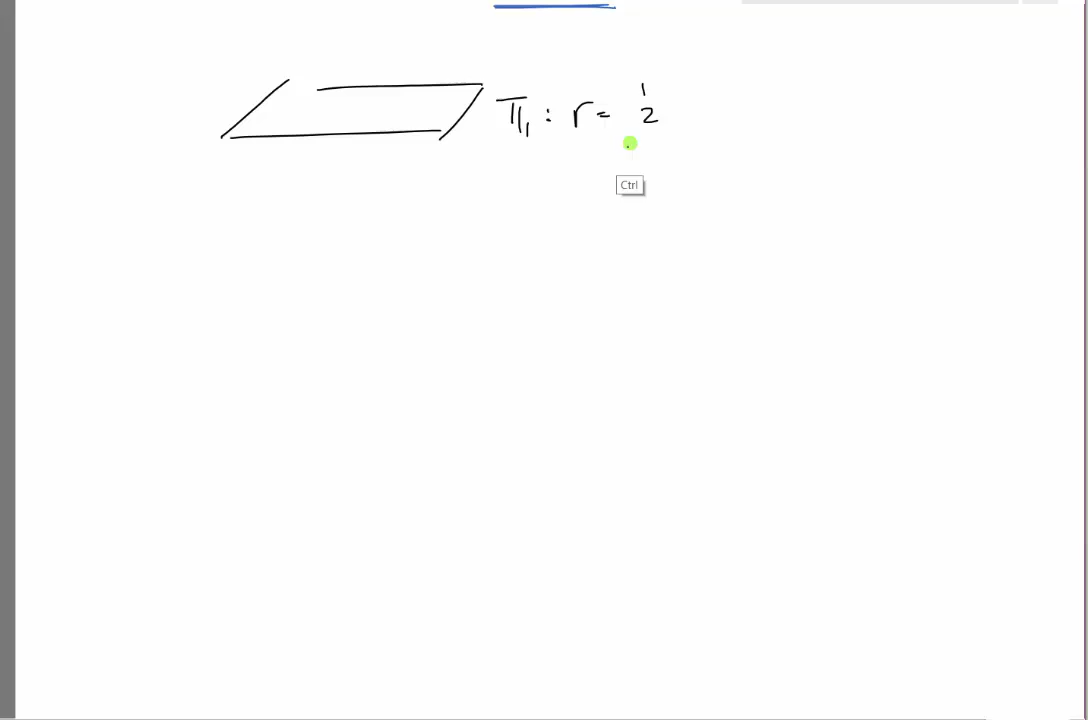 Π₁ : r = 1
2
Ctrl